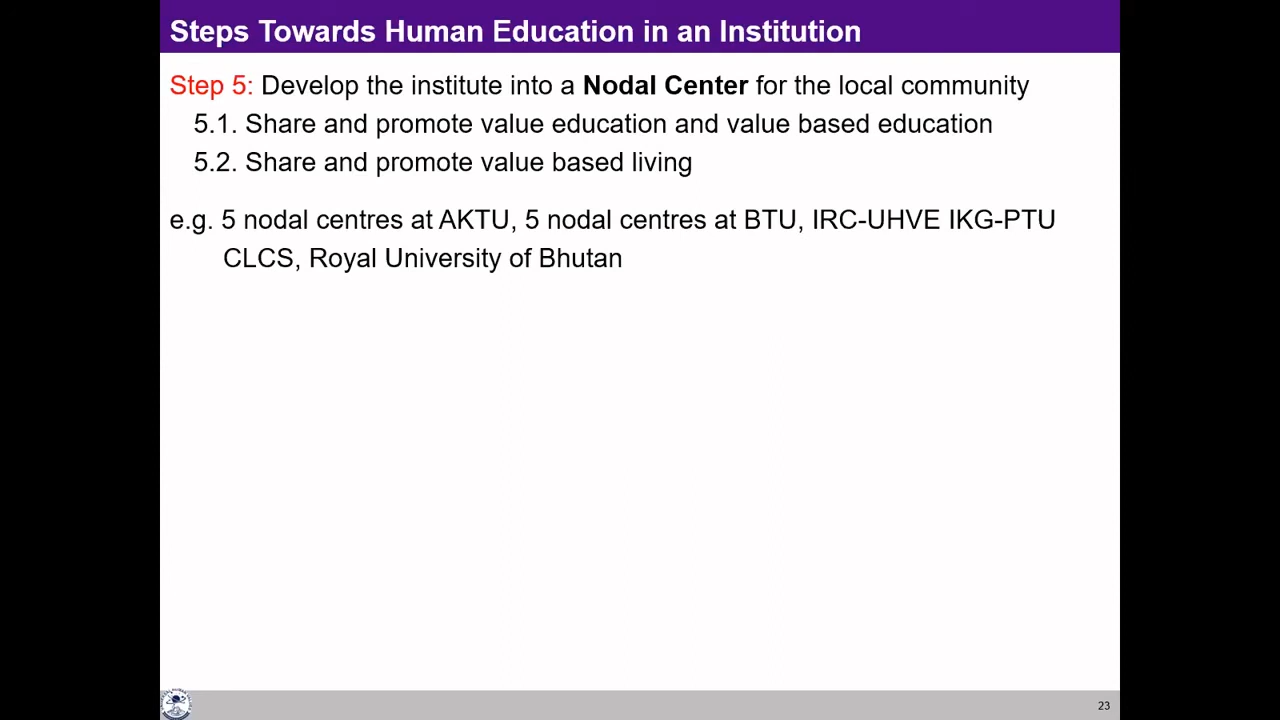 Steps Towards Human Education in an Institution
Step 5: Develop the institute into a Nodal Center for the local community
5.1. Share and promote value education and value based education
5.2. Share and promote value based living
e.g. 5 nodal centres at AKTU, 5 nodal centres at BTU, IRC-UHVE IKG-PTU
CLCS, Royal University of Bhutan
23